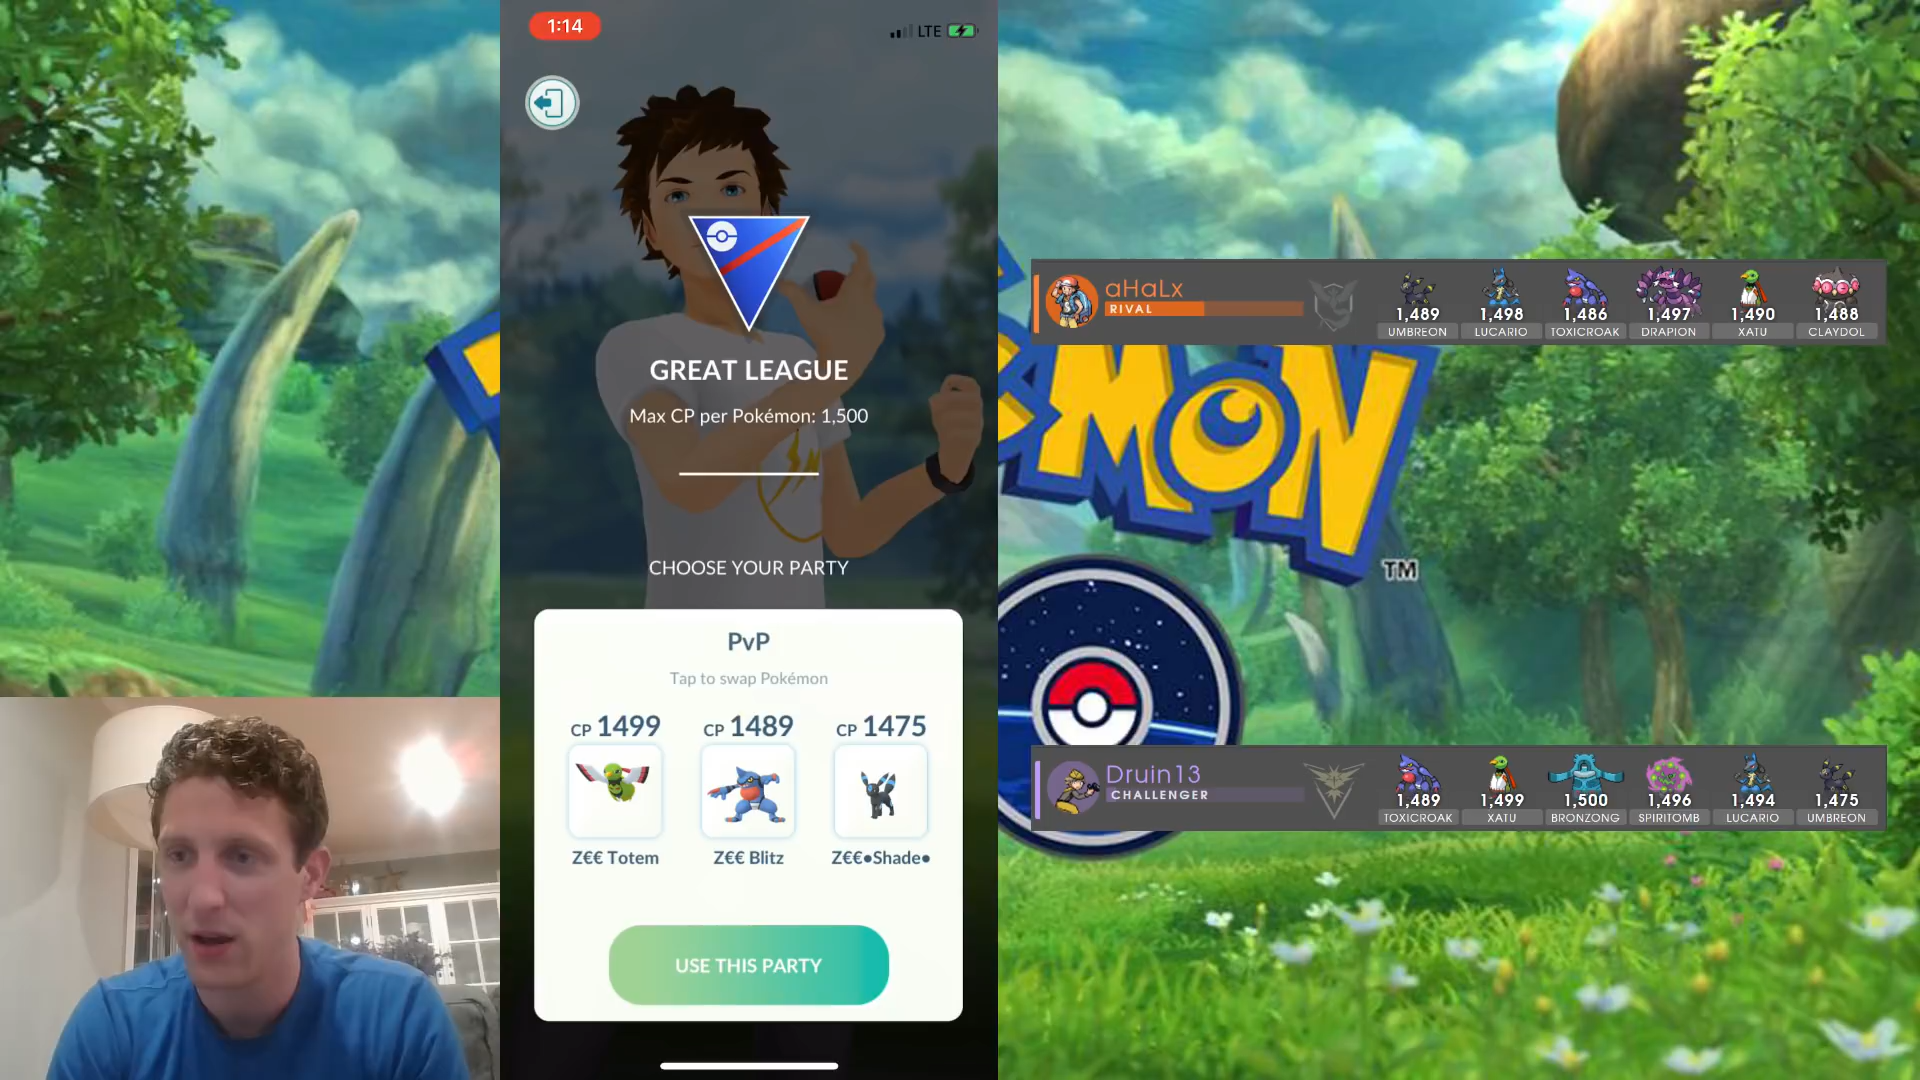 1:14
LTE
GREAT LEAGUE
Max CP per Pokémon: 1,500
CHOOSE YOUR PARTY
PvP
Tap to swap Pokémon
CP 1499 CP 1489 CP 1475
Z€€ Totem Z€€ Blitz Z€€•Shade•
USE THIS PARTY
aHaLx
RIVAL
1,489 1,498 1,486 1,497 1,490 1,488
UMBREON LUCARIO TOXICROAK DRAPION XATU CLAYDOL
MON
TM
Druin13
CHALLENGER
1,489 1,499 1,500 1,496 1,494 1,475
TOXICROAK XATU BRONZONG SPIRITOMB LUCARIO UMBREON